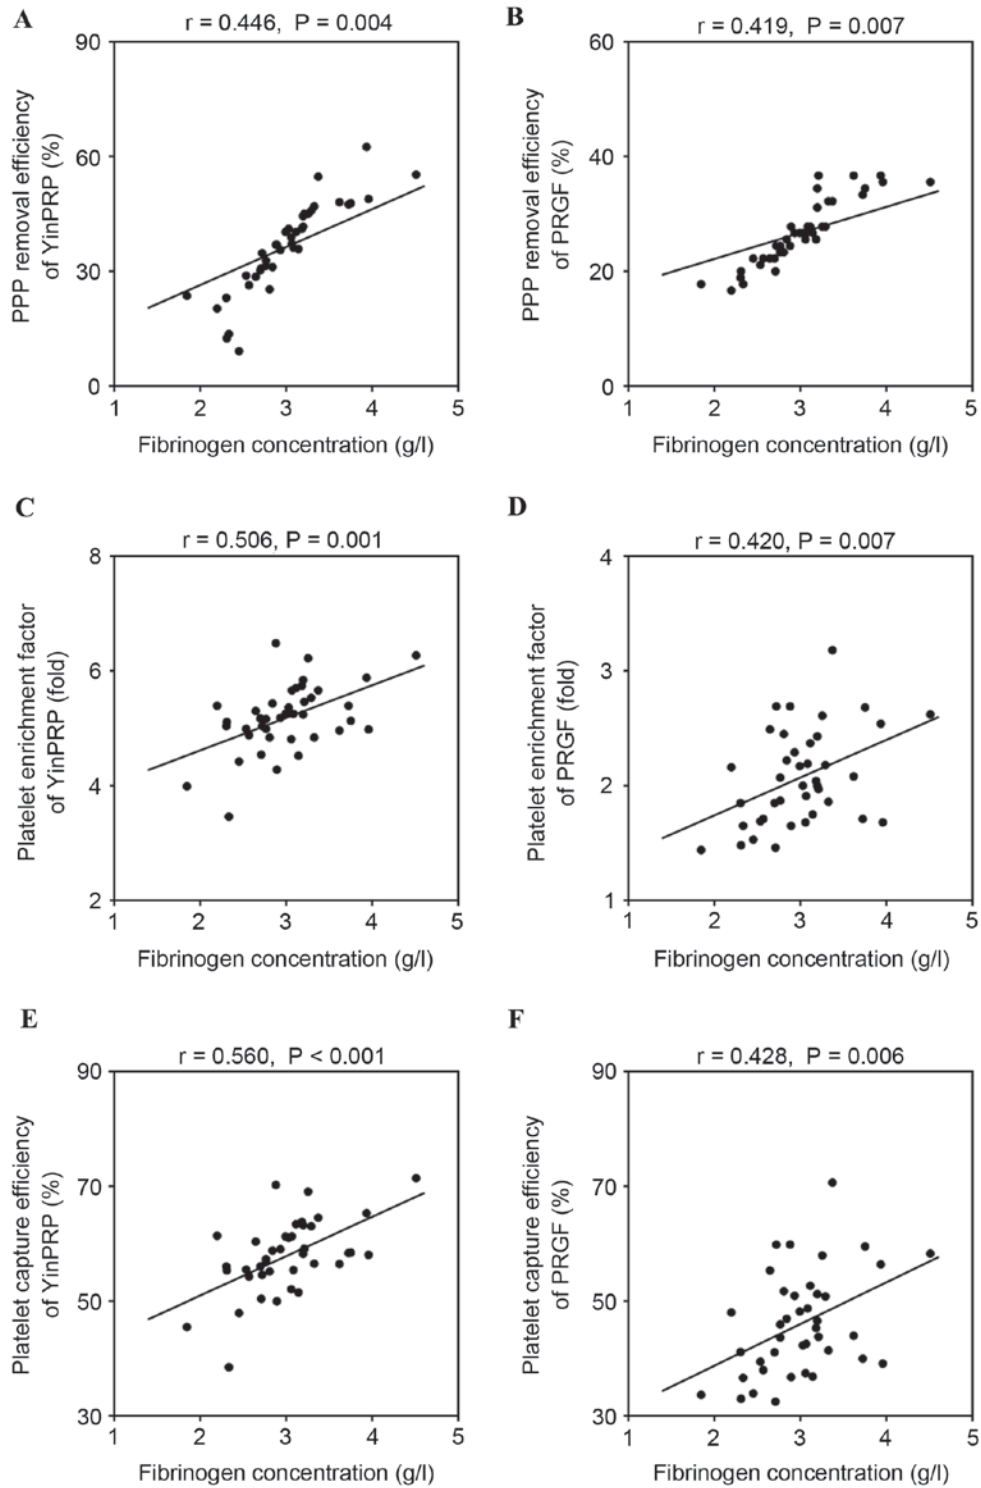 A
r = 0.446, P = 0.004
PPP removal efficiency
of YinPRP (%)
90
60
30
0
1 2 3 4 5
Fibrinogen concentration (g/l)
B
r = 0.419, P = 0.007
PPP removal efficiency
of PRGF (%)
60
40
20
0
1 2 3 4 5
Fibrinogen concentration (g/l)
C
r = 0.506, P = 0.001
Platelet enrichment factor
of YinPRP (fold)
8
6
4
2
1 2 3 4 5
Fibrinogen concentration (g/l)
D
r = 0.420, P = 0.007
Platelet enrichment factor
of PRGF (fold)
4
3
2
1
1 2 3 4 5
Fibrinogen concentration (g/l)
E
r = 0.560, P < 0.001
Platelet capture efficiency
of YinPRP (%)
90
70
50
30
1 2 3 4 5
Fibrinogen concentration (g/l)
F
r = 0.428, P = 0.006
Platelet capture efficiency
of PRGF (%)
90
70
50
30
1 2 3 4 5
Fibrinogen concentration (g/l)